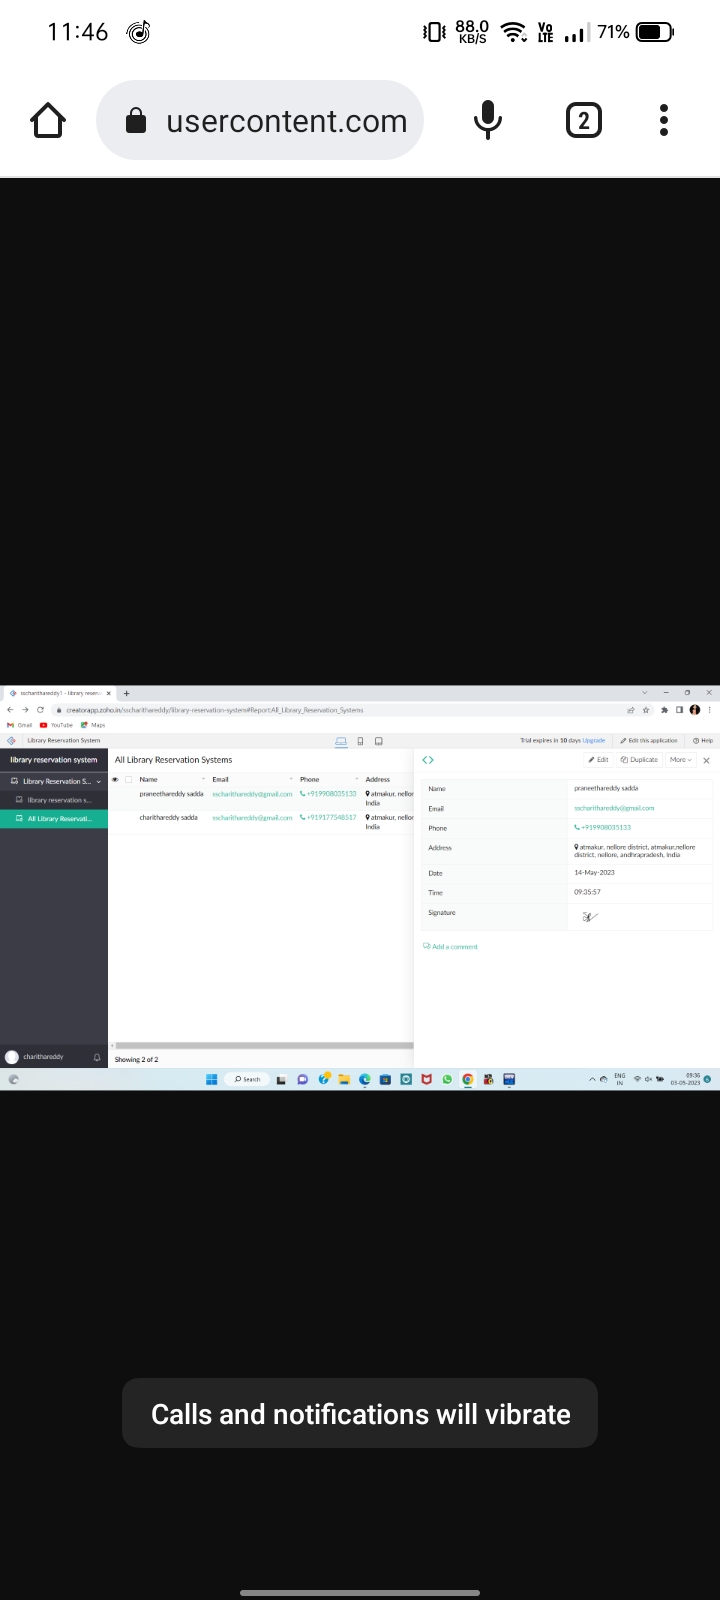 11:46
88.0
KB/S
Vo
LTE
71%
usercontent.com
2
sscharithareddy1 - library reserv
creatorapp.zoho.in/sscharithareddy/library-reservation-system#Report:All_Library_Reservation_Systems
Gmail YouTube Maps
Library Reservation System
Trial expires in 10 days Upgrade
Edit this application
Help
library reservation system
Library Reservation S...
library reservation s...
All Library Reservati...
charithareddy
All Library Reservation Systems
Name Email Phone Address
praneethareddy sadda sscharithareddy@gmail.com +919908035133 atmakur, nellor
India
charithareddy sadda sscharithareddy@gmail.com +919177548517 atmakur, nellor
India
Showing 2 of 2
Edit Duplicate More
Name praneethareddy sadda
Email sscharithareddy@gmail.com
Phone +919908035133
Address atmakur, nellore district, atmakur,nellore
district, nellore, andhrapradesh, India
Date 14-May-2023
Time 09:35:57
Signature
Add a comment
Search
ENG
IN
09:36
03-05-2023
Calls and notifications will vibrate